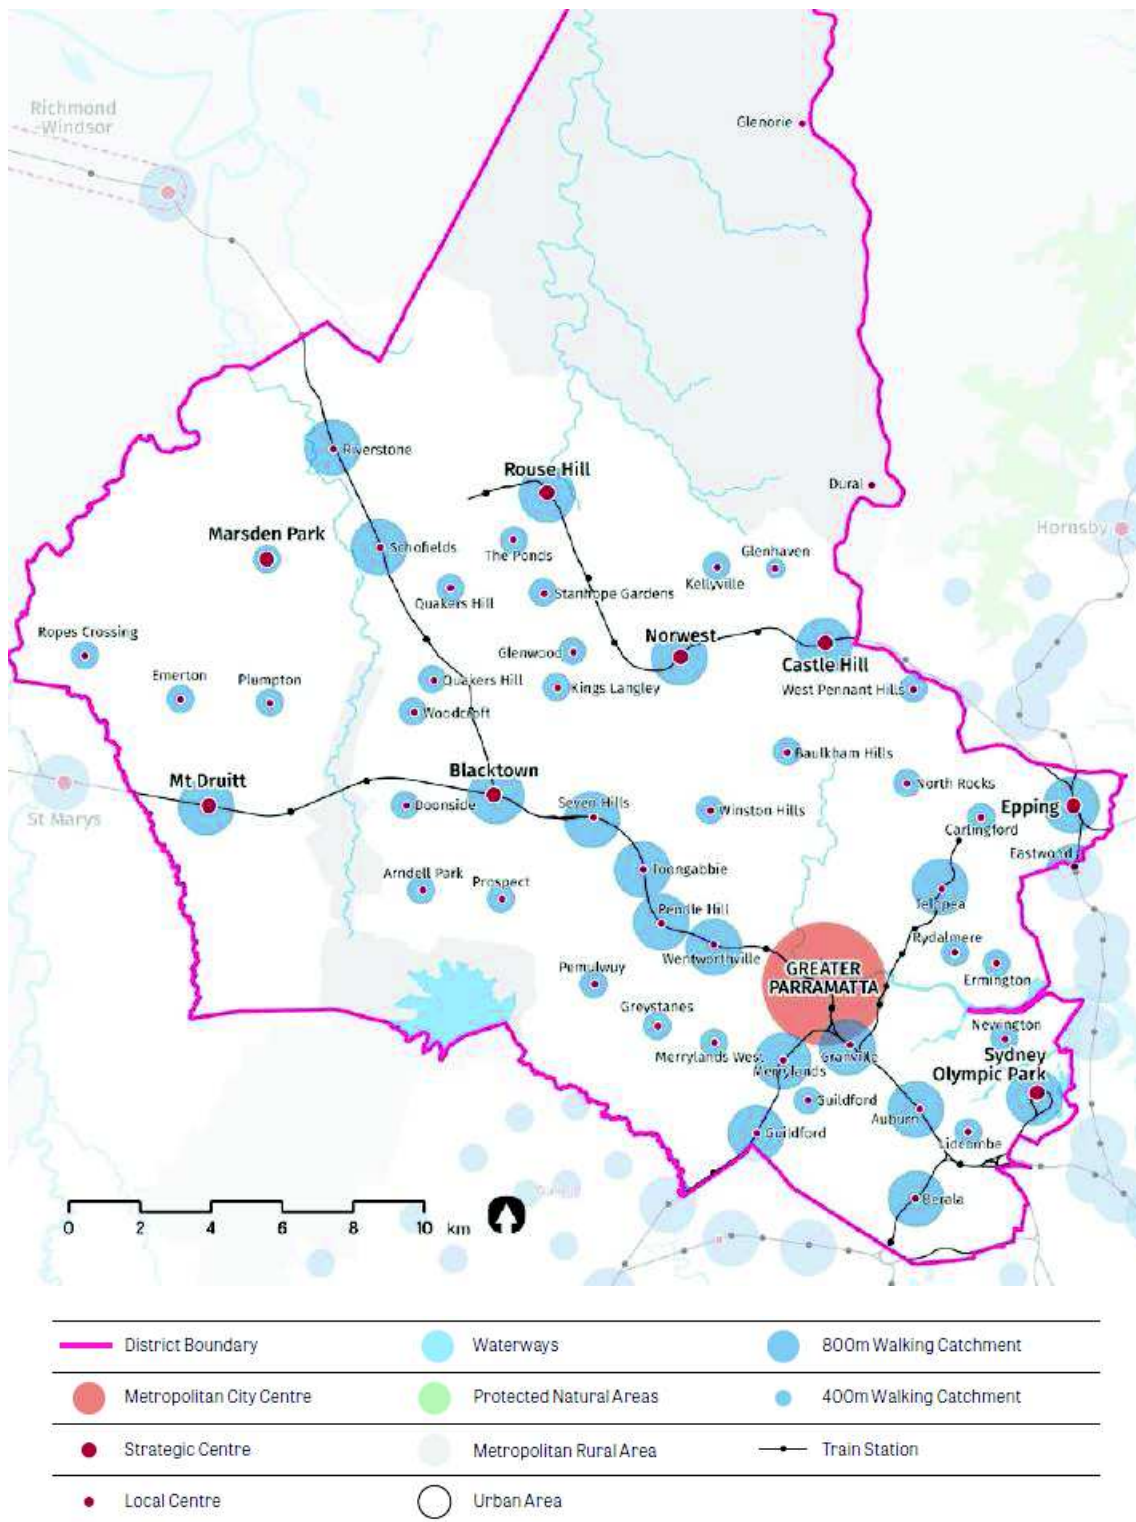 Richmond
-Windsor
Glenorie
Riverstone
Rouse Hill
Dural
Marsden Park
Hornsby
Schofields
The Ponds
Glenhaven
Kellyville
Quakers Hill
Stanhope Gardens
Ropes Crossing
Norwest
Glenwood
Castle Hill
Emerton
Plumpton
Quakers Hill
Kings Langley
West Pennant Hills
Woodcroft
Baulkham Hills
Blacktown
Mt Druitt
North Rocks
St Marys
Doonside
Seven Hills
Winston Hills
Epping
Carlingford
Eastwood
Toongabbie
Arndell Park
Prospect
Telopea
Pendle Hill
Rydalmere
Wentworthville
Pemulwuy
GREATER
PARRAMATTA
Ermington
Greystanes
Newington
Merrylands West
Merrylands
Granville
Sydney
Olympic Park
Guildford
Auburn
Guildford
Lidcombe
Berala
0 2 4 6 8 10 km
District Boundary
Waterways
800m Walking Catchment
Metropolitan City Centre
Protected Natural Areas
400m Walking Catchment
Strategic Centre
Metropolitan Rural Area
Train Station
Local Centre
Urban Area